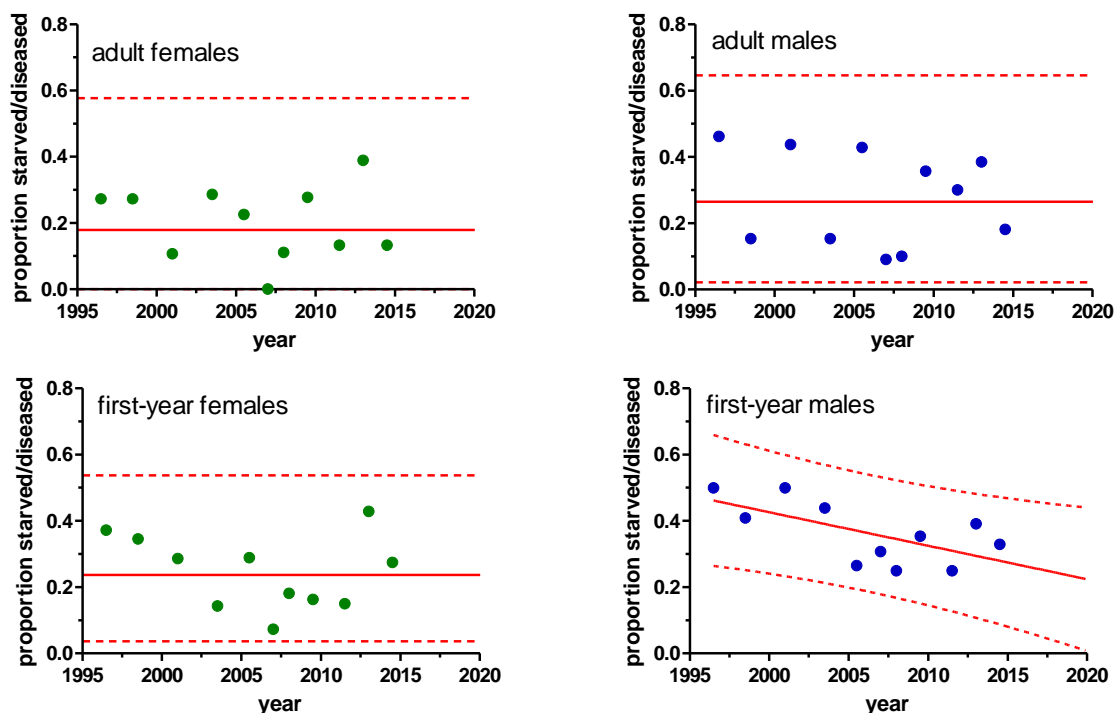 adult females
proportion starved/diseased
0.8
0.6
0.4
0.2
0.0
1995 2000 2005 2010 2015 2020
year
adult males
proportion starved/diseased
0.8
0.6
0.4
0.2
0.0
1995 2000 2005 2010 2015 2020
year
first-year females
proportion starved/diseased
0.8
0.6
0.4
0.2
0.0
1995 2000 2005 2010 2015 2020
year
first-year males
proportion starved/diseased
0.8
0.6
0.4
0.2
0.0
1995 2000 2005 2010 2015 2020
year